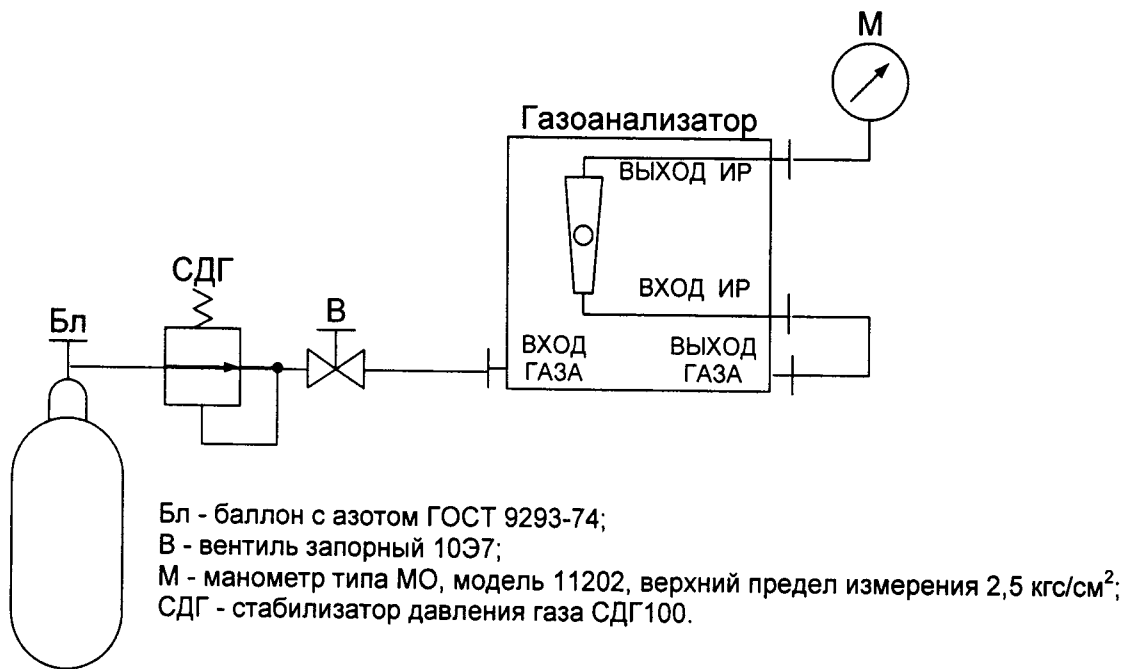 М
Газоанализатор
ВЫХОД ИР
СДГ
ВХОД ИР
Бл
В
ВХОД
ГАЗА
ВЫХОД
ГАЗА
Бл - баллон с азотом ГОСТ 9293-74;
В - вентиль запорный 10Э7;
М - манометр типа МО, модель 11202, верхний предел измерения 2,5 кгс/см²;
СДГ - стабилизатор давления газа СДГ100.